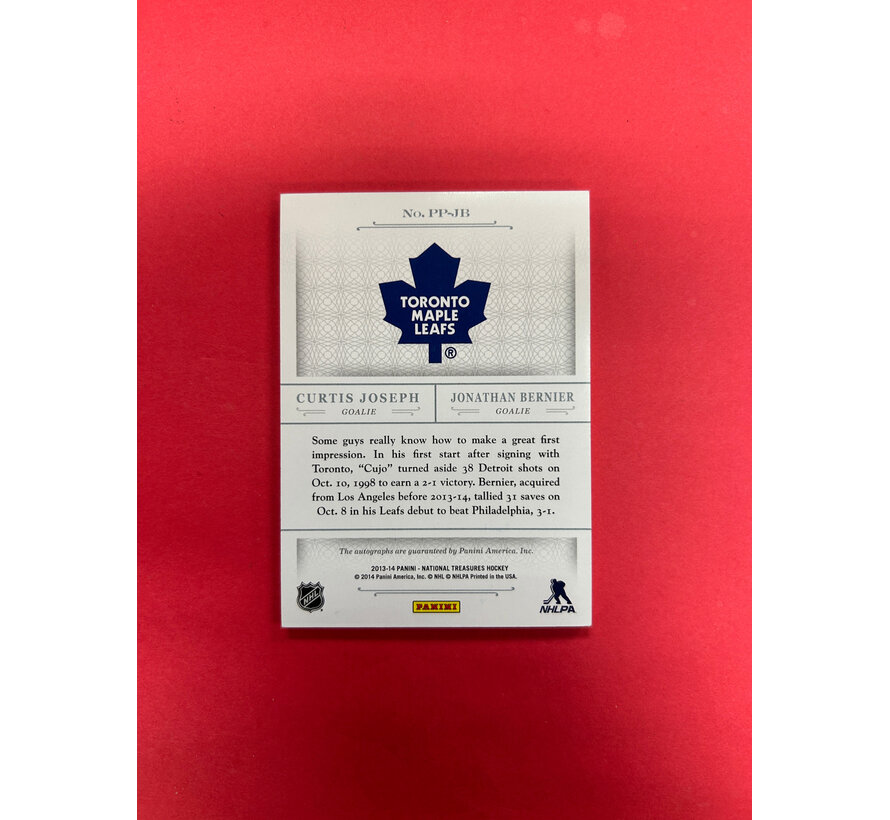 No. PP-JB
TORONTO
MAPLE
LEAFS
®
CURTIS JOSEPH
GOALIE
JONATHAN BERNIER
GOALIE
Some guys really know how to make a great first
impression. In his first start after signing with
Toronto, “Cujo” turned aside 38 Detroit shots on
Oct. 10, 1998 to earn a 2-1 victory. Bernier, acquired
from Los Angeles before 2013-14, tallied 31 saves on
Oct. 8 in his Leafs debut to beat Philadelphia, 3-1.
The autographs are guaranteed by Panini America, Inc.
2013-14 PANINI - NATIONAL TREASURES HOCKEY
© 2014 Panini America, Inc. © NHL © NHLPA Printed in the USA.
NHL
PANINI
NHLPA